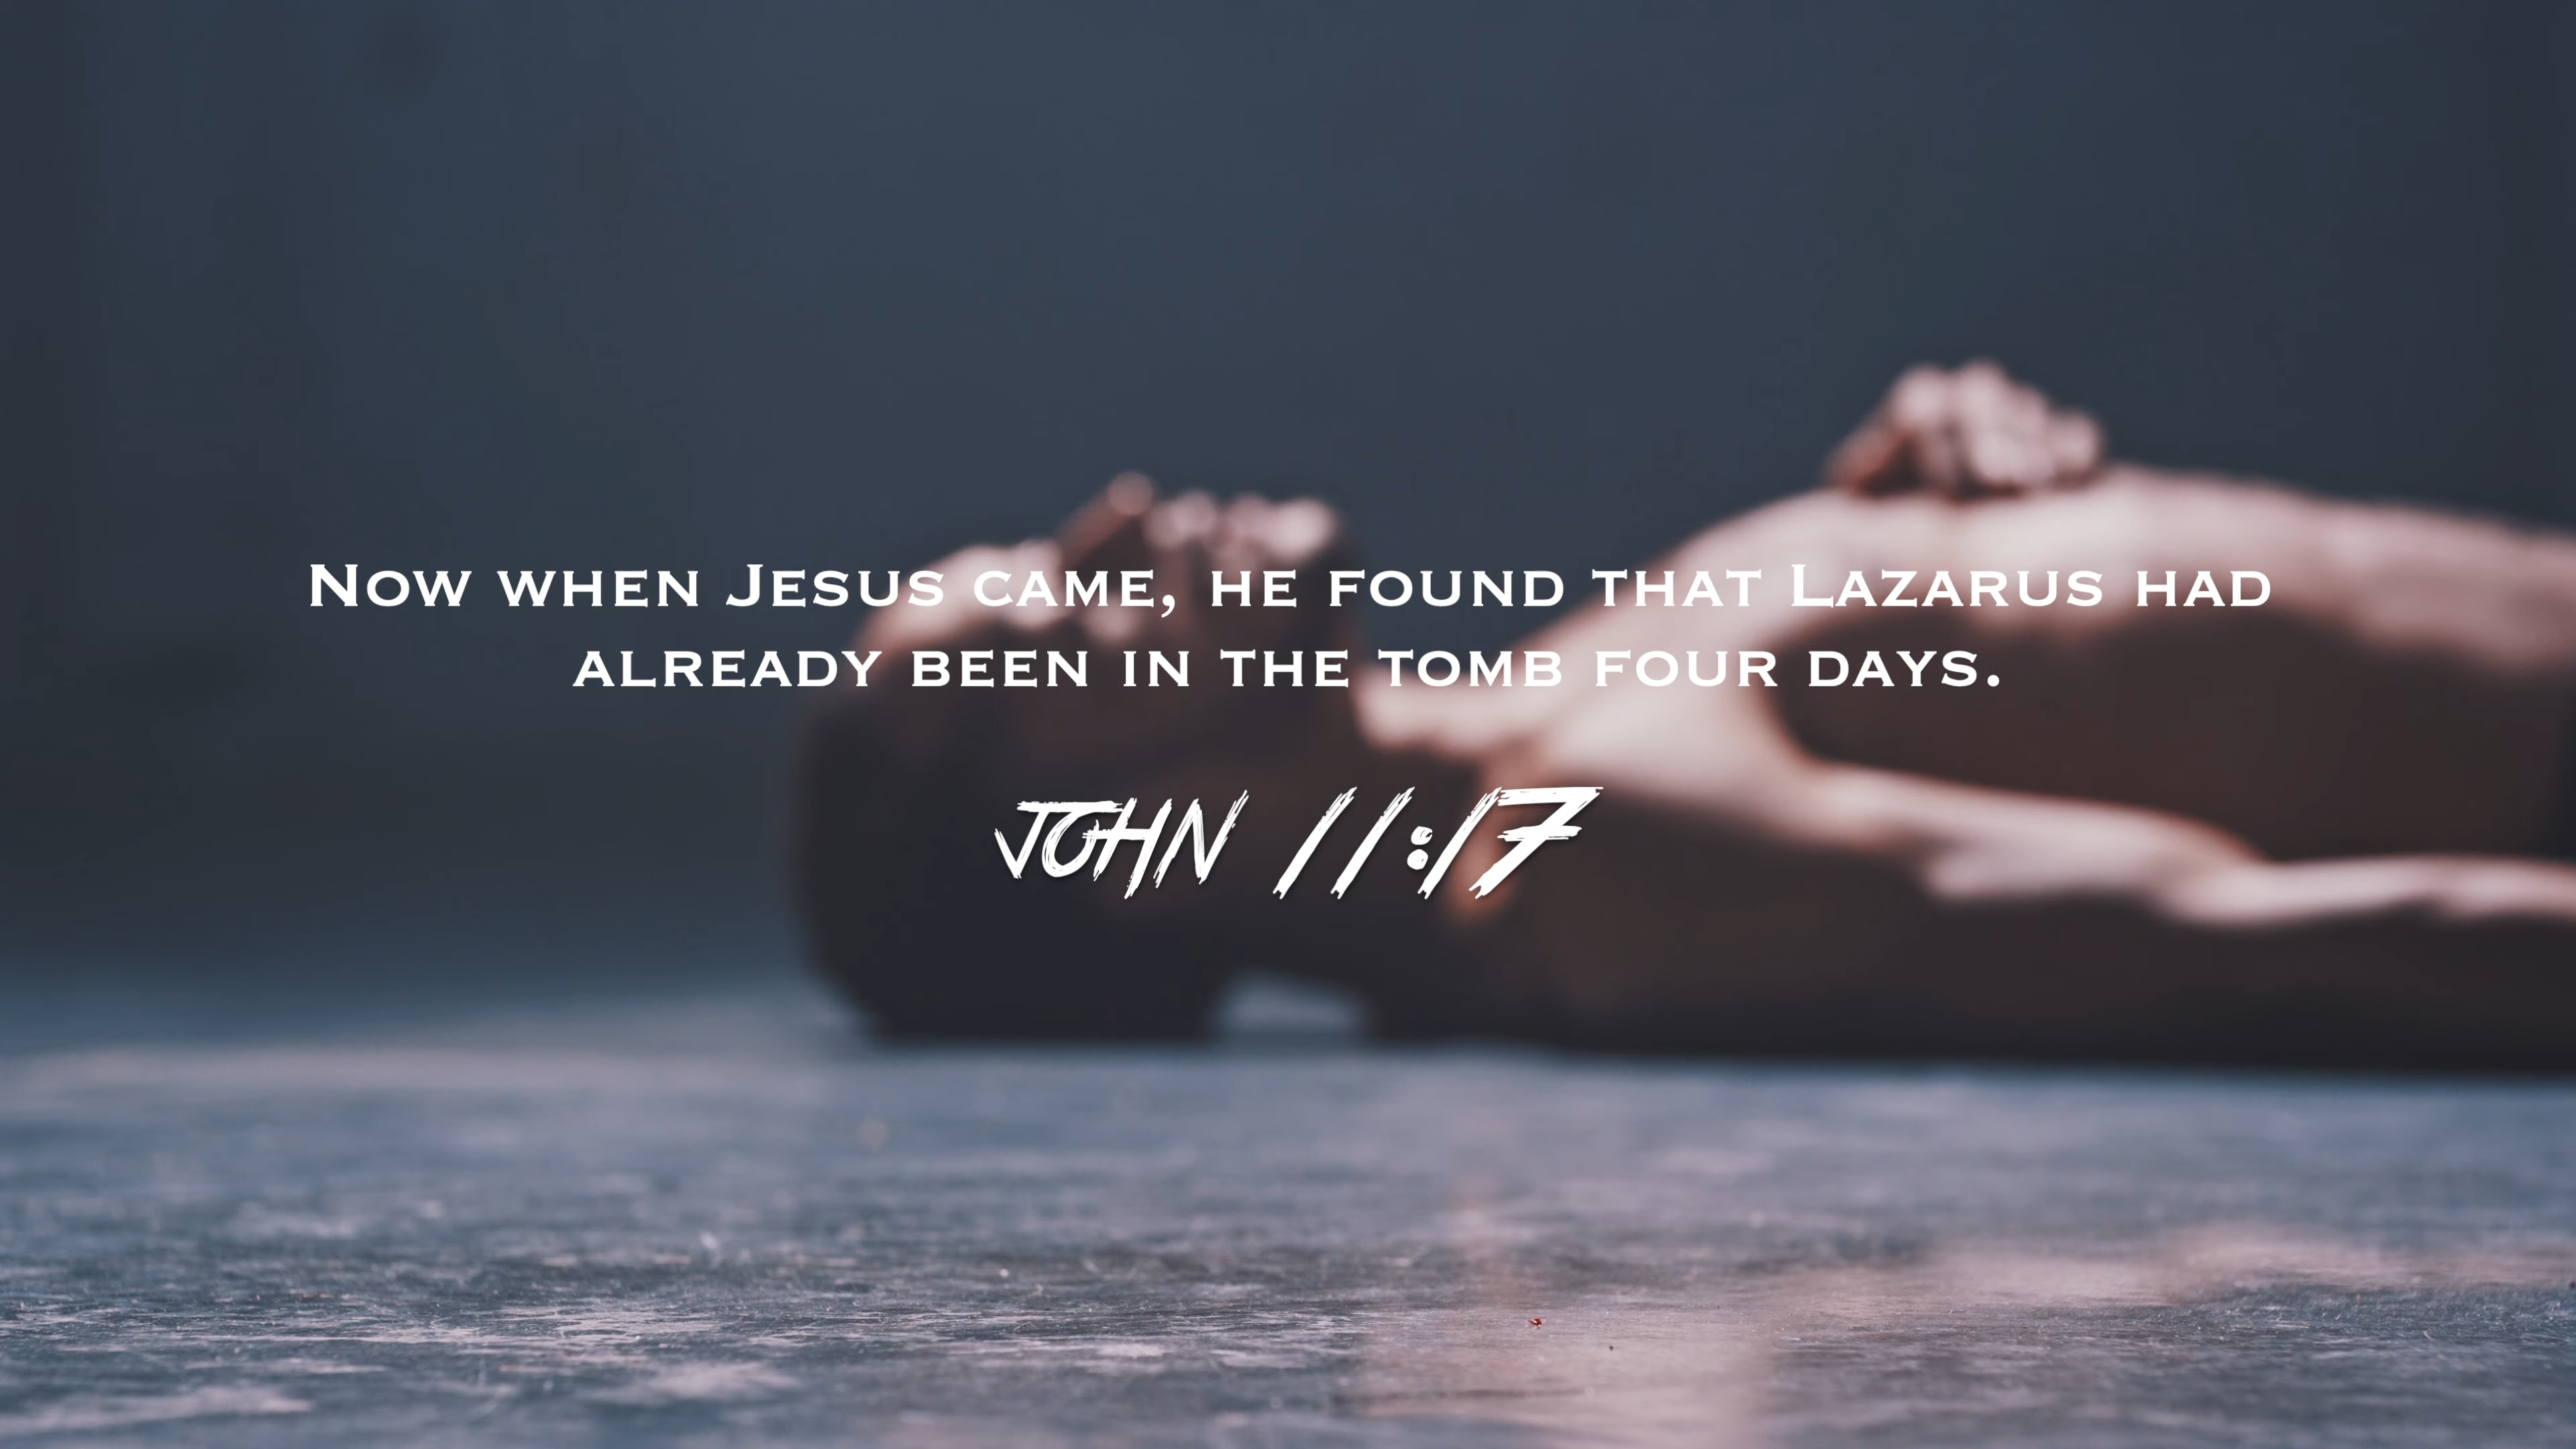 Now when Jesus came, he found that Lazarus had
already been in the tomb four days.
John 11:17